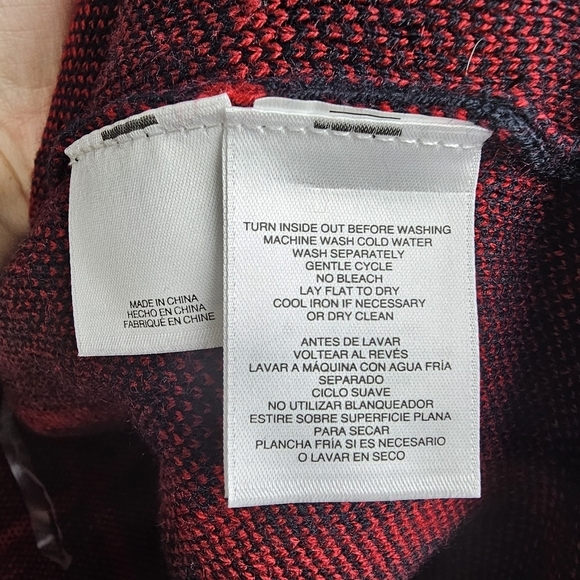 MADE IN CHINA
HECHO EN CHINA
FABRIQUÉ EN CHINE
TURN INSIDE OUT BEFORE WASHING
MACHINE WASH COLD WATER
WASH SEPARATELY
GENTLE CYCLE
NO BLEACH
LAY FLAT TO DRY
COOL IRON IF NECESSARY
OR DRY CLEAN
ANTES DE LAVAR
VOLTEAR AL REVÉS
LAVAR A MÁQUINA CON AGUA FRÍA
SEPARADO
CICLO SUAVE
NO UTILIZAR BLANQUEADOR
ESTIRE SOBRE SUPERFICIE PLANA
PARA SECAR
PLANCHA FRÍA SI ES NECESARIO
O LAVAR EN SECO